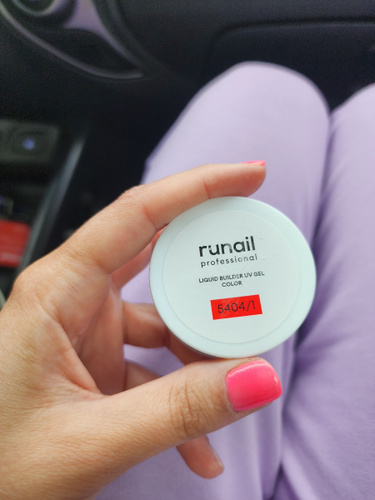 runail
professional
LIQUID BUILDER UV GEL
COLOR
5404/1